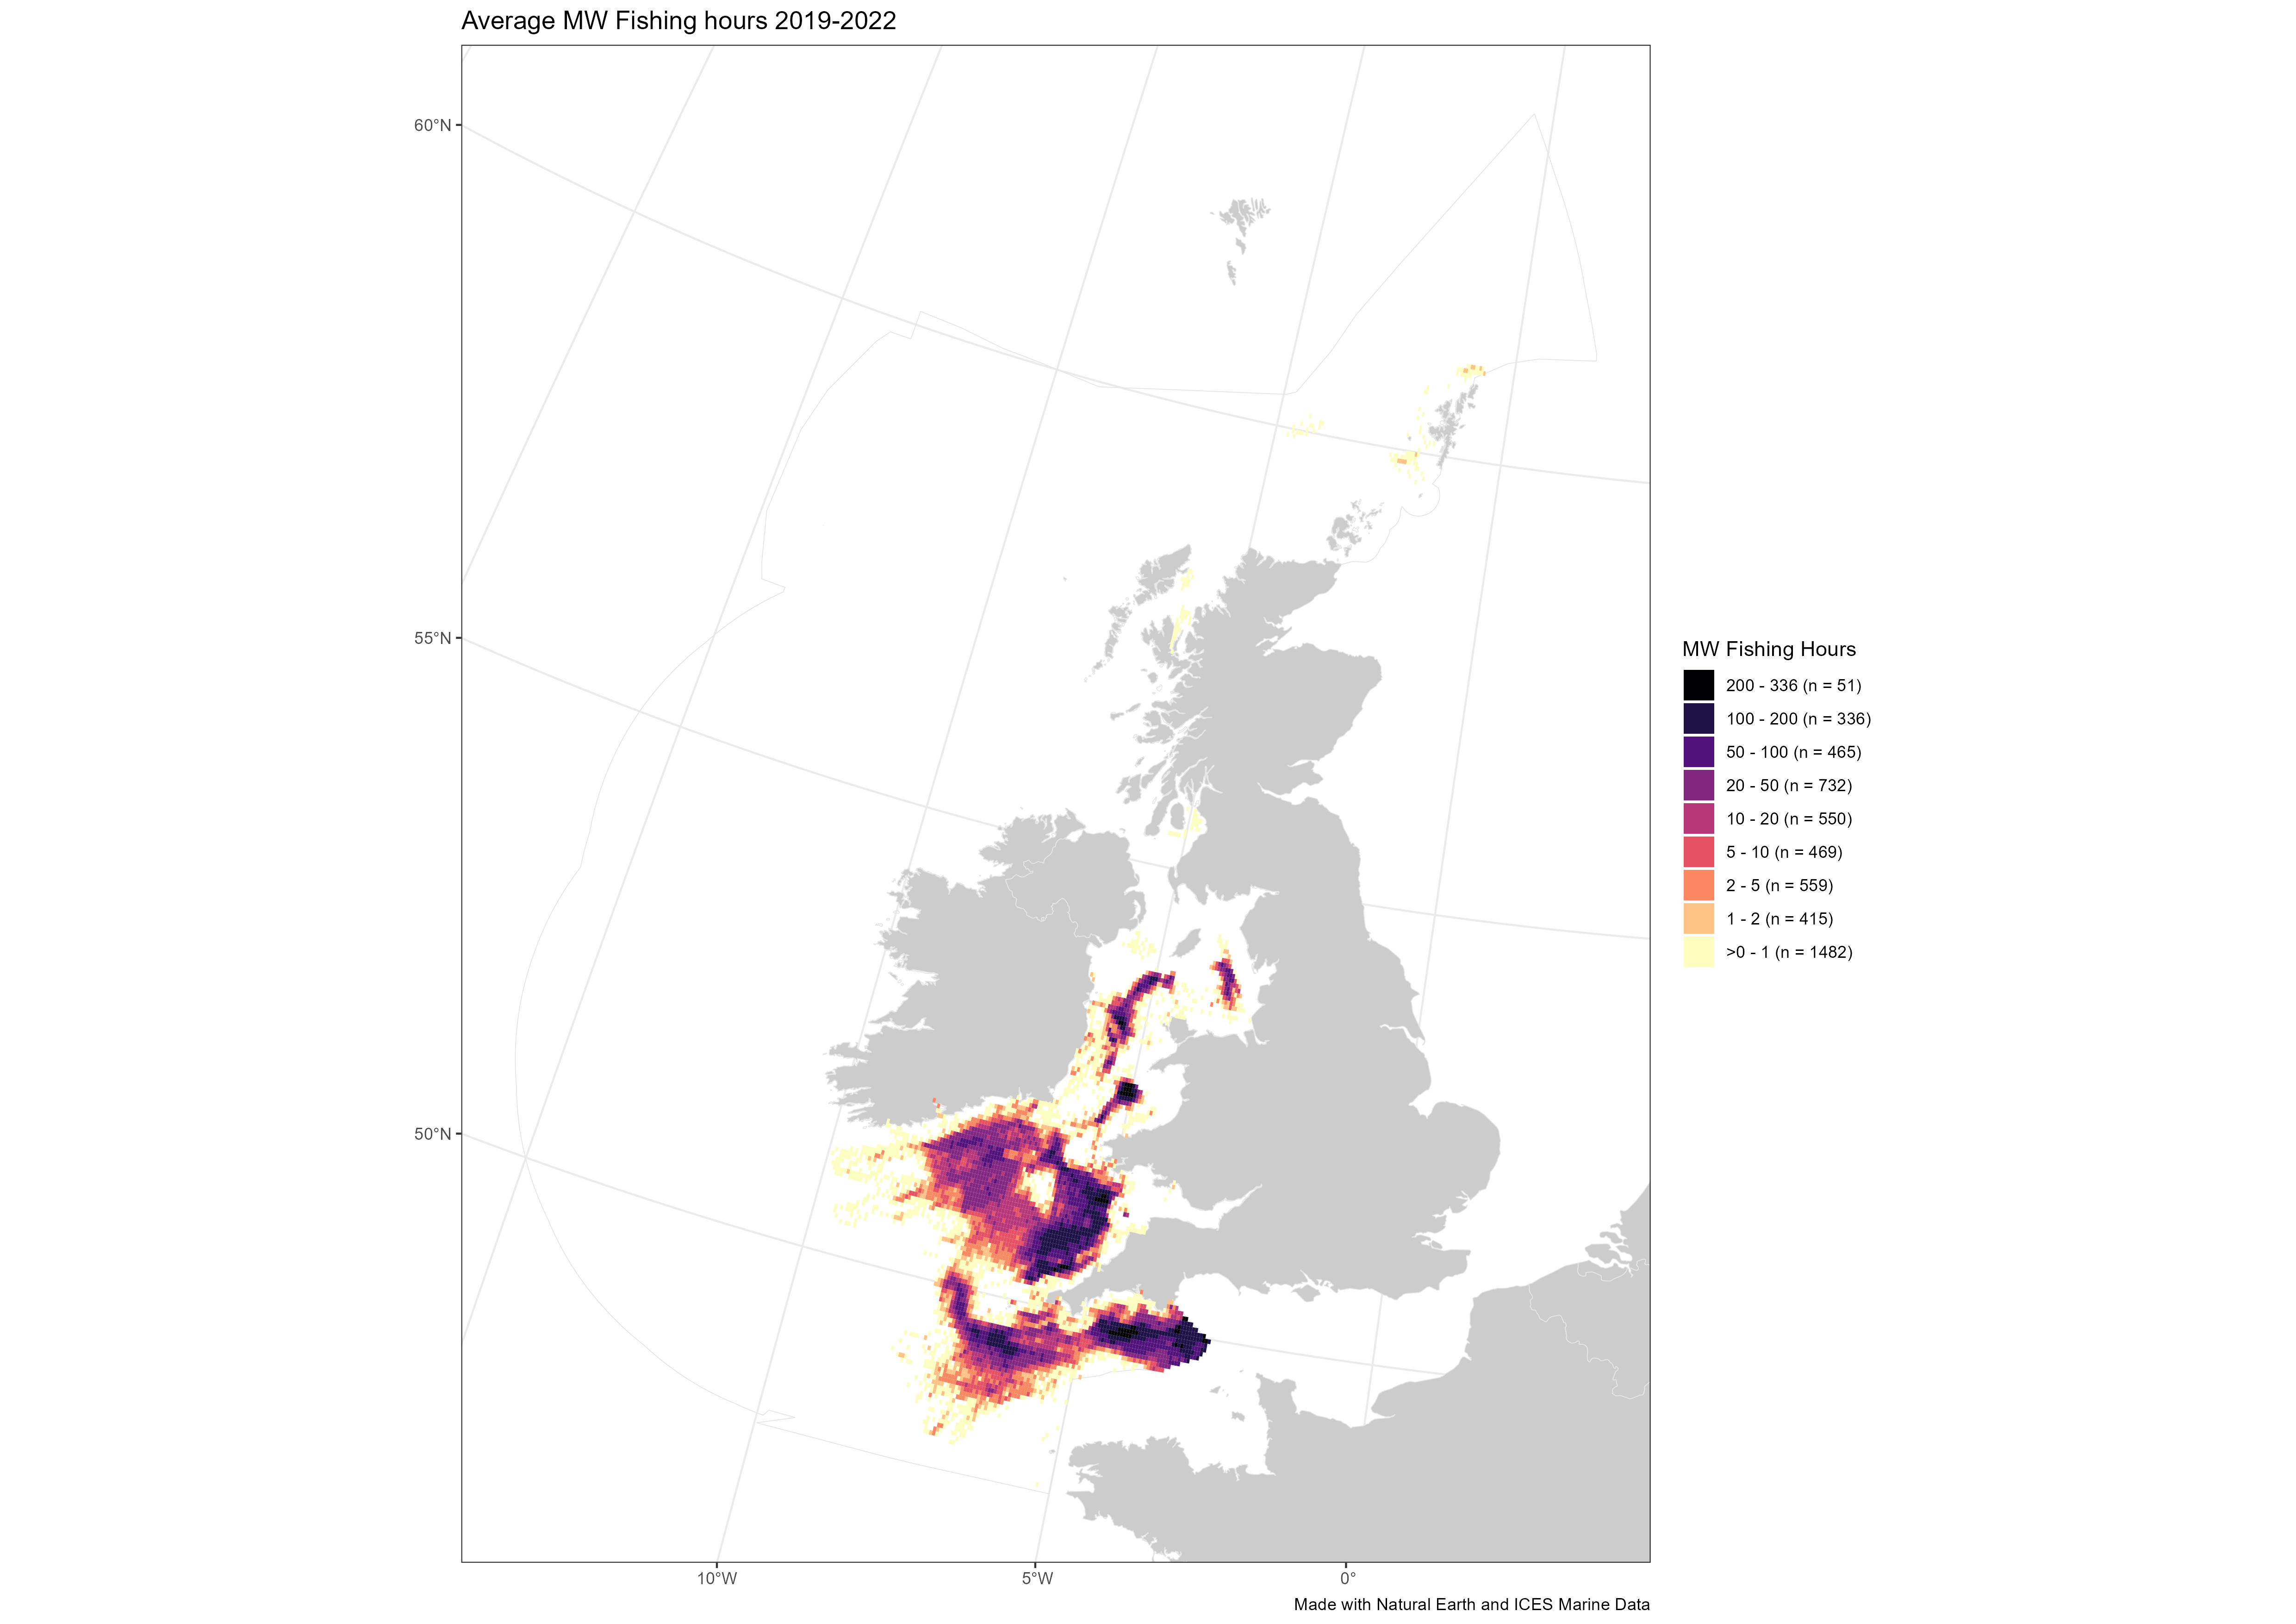 Average MW Fishing hours 2019-2022
60°N
55°N
50°N
10°W
5°W
0°
MW Fishing Hours
200 - 336 (n = 51)
100 - 200 (n = 336)
50 - 100 (n = 465)
20 - 50 (n = 732)
10 - 20 (n = 550)
5 - 10 (n = 469)
2 - 5 (n = 559)
1 - 2 (n = 415)
>0 - 1 (n = 1482)
Made with Natural Earth and ICES Marine Data